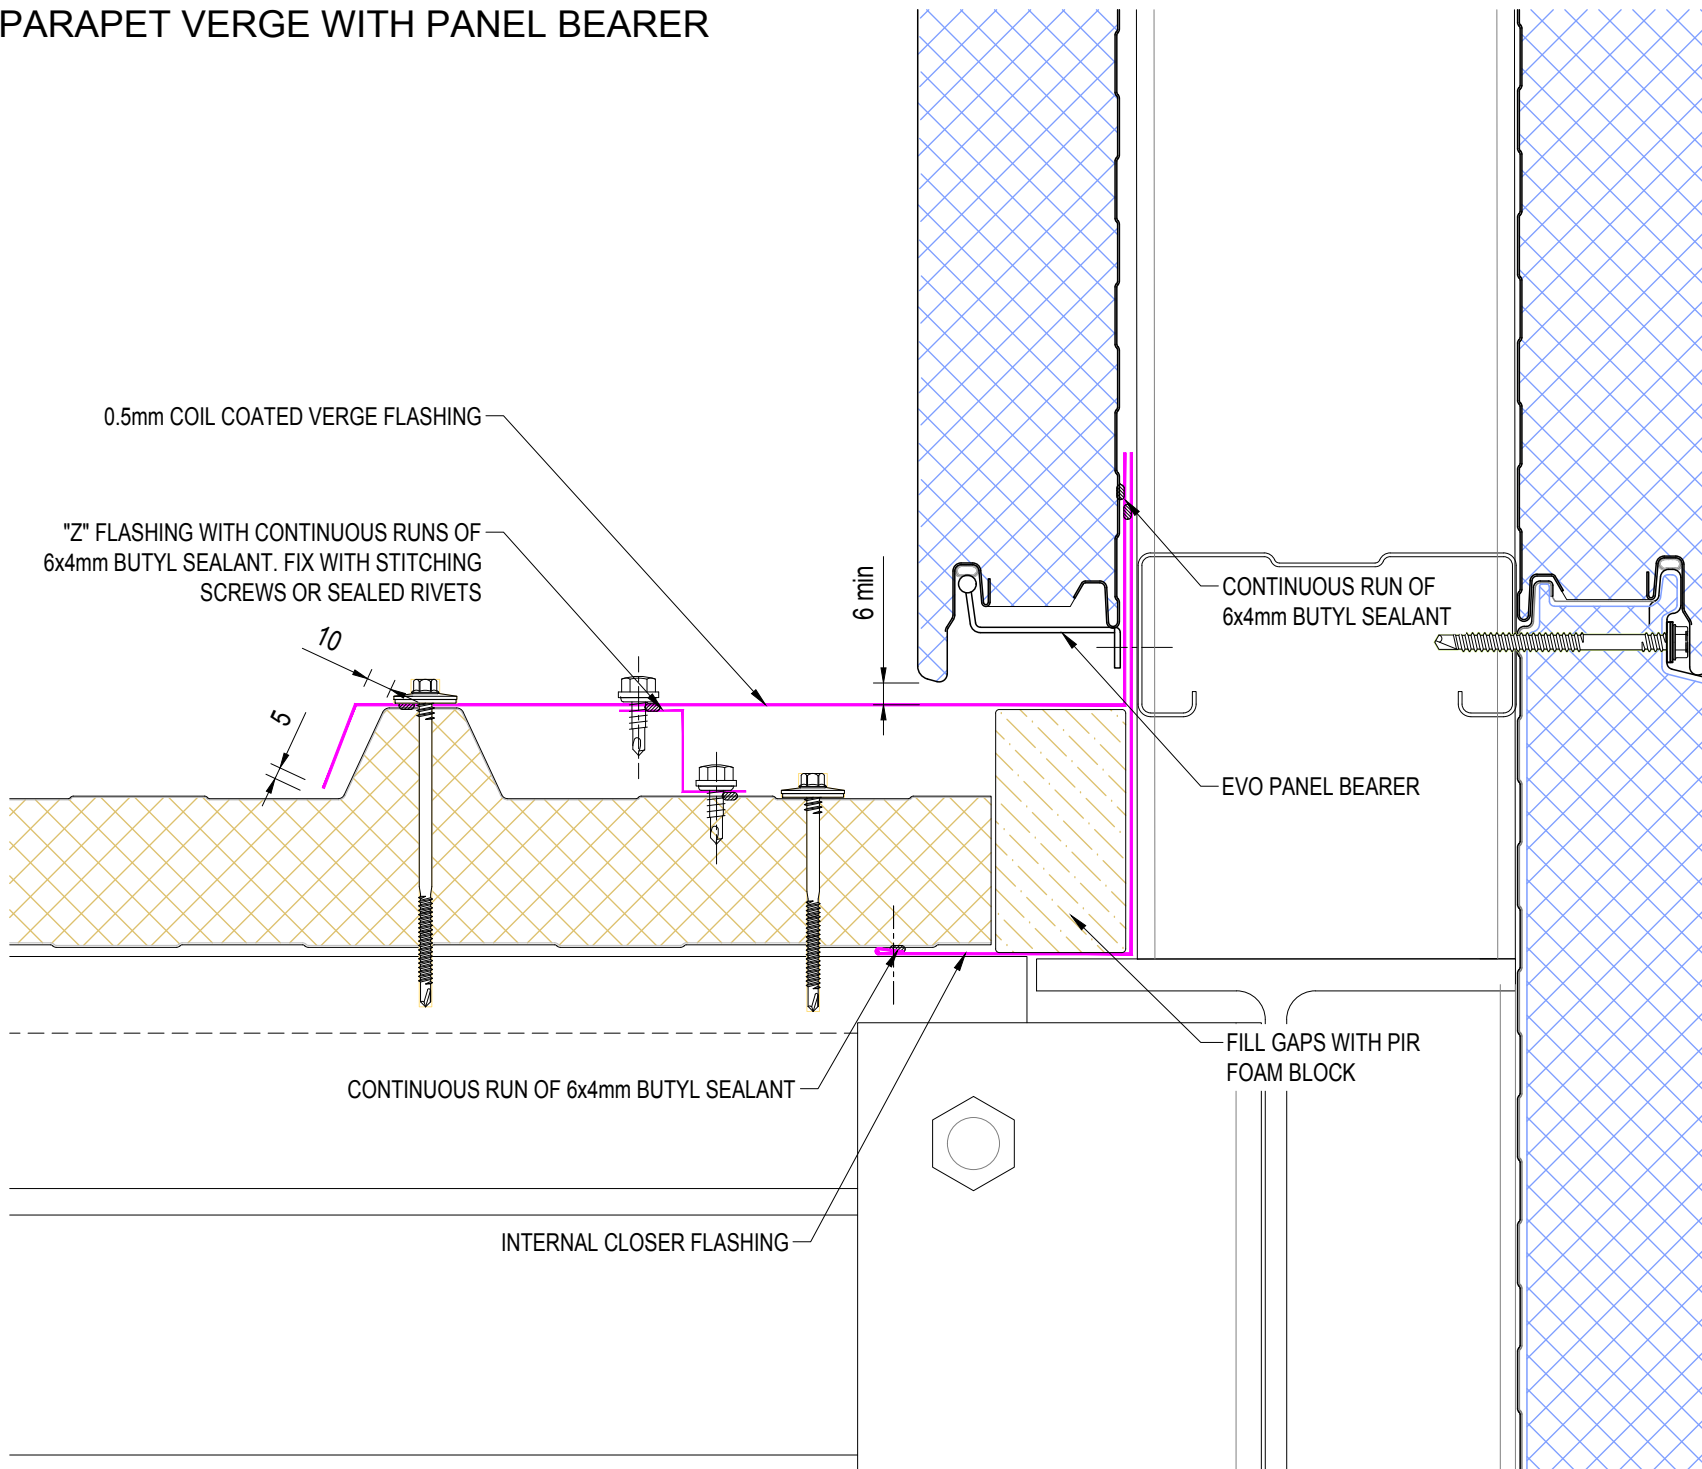 PARAPET VERGE WITH PANEL BEARER
0.5mm COIL COATED VERGE FLASHING
"Z" FLASHING WITH CONTINUOUS RUNS OF
6x4mm BUTYL SEALANT. FIX WITH STITCHING
SCREWS OR SEALED RIVETS
10
5
6 min
CONTINUOUS RUN OF
6x4mm BUTYL SEALANT
EVO PANEL BEARER
FILL GAPS WITH PIR
FOAM BLOCK
CONTINUOUS RUN OF 6x4mm BUTYL SEALANT
INTERNAL CLOSER FLASHING